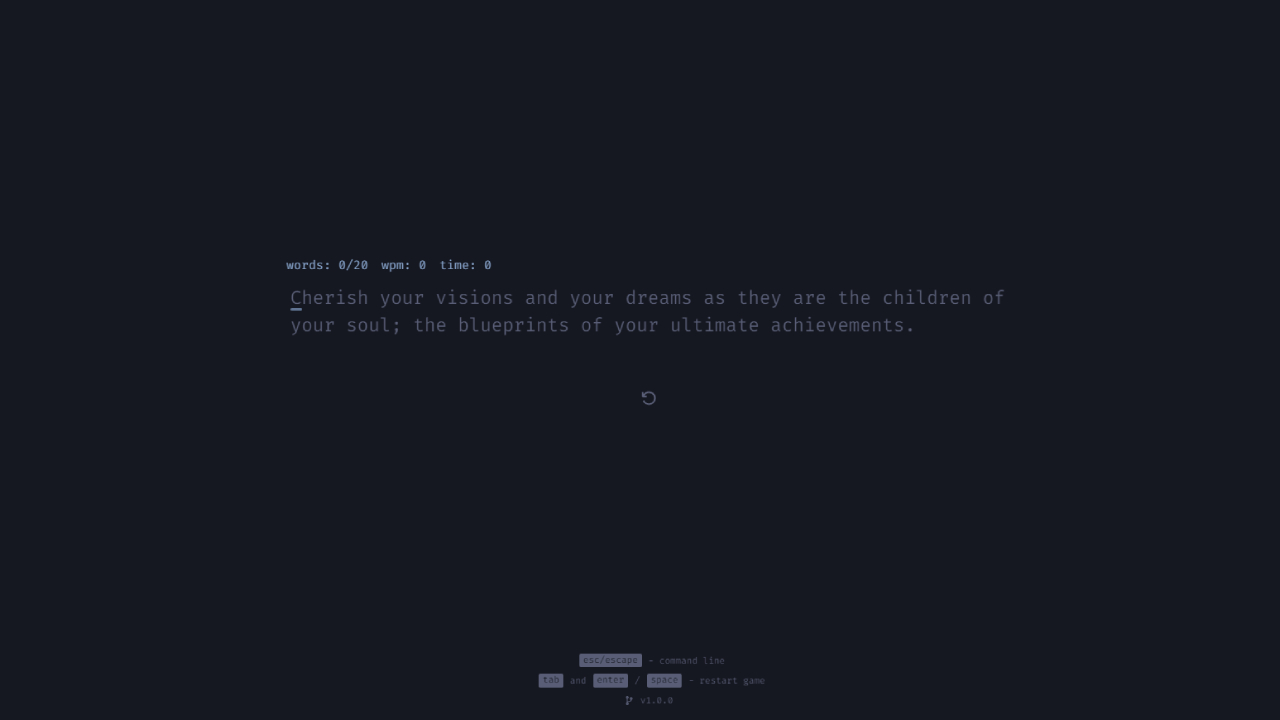 words: 0/20 wpm: 0 time: 0
Cherish your visions and your dreams as they are the children of
your soul; the blueprints of your ultimate achievements.
esc/escape - command line
tab and enter / space - restart game
v1.0.0